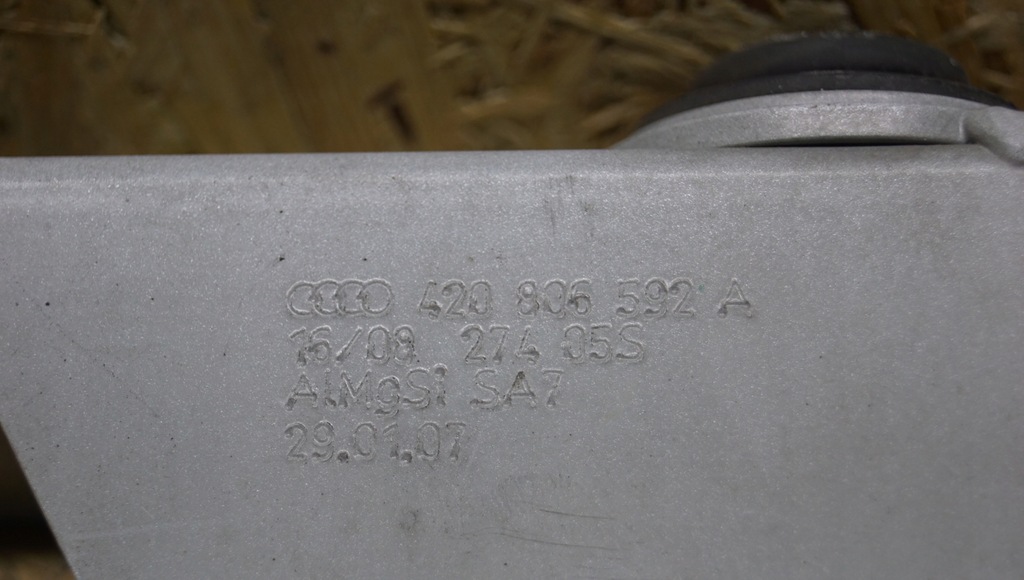 420 806 592 A
16/08 274 05S
AlMgSi SA7
29.01.07